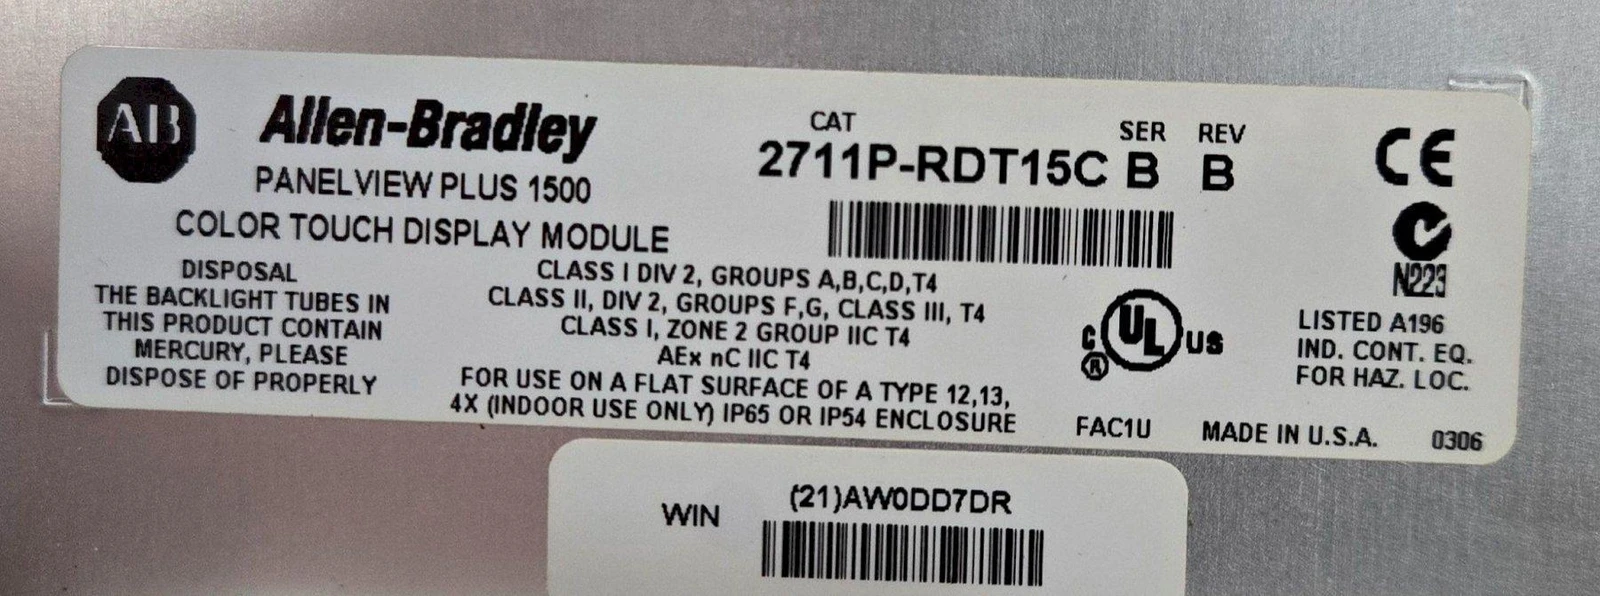 AB Allen-Bradley
PANELVIEW PLUS 1500
COLOR TOUCH DISPLAY MODULE
DISPOSAL
THE BACKLIGHT TUBES IN
THIS PRODUCT CONTAIN
MERCURY, PLEASE
DISPOSE OF PROPERLY
CAT SER REV
2711P-RDT15C B B
CLASS I DIV 2, GROUPS A,B,C,D,T4
CLASS II, DIV 2, GROUPS F,G, CLASS III, T4
CLASS I, ZONE 2 GROUP IIC T4
AEx nC IIC T4
FOR USE ON A FLAT SURFACE OF A TYPE 12,13,
4X (INDOOR USE ONLY) IP65 OR IP54 ENCLOSURE
CE
N223
C UL US
®
LISTED A196
IND. CONT. EQ.
FOR HAZ. LOC.
FAC1U MADE IN U.S.A. 0306
WIN (21)AW0DD7DR